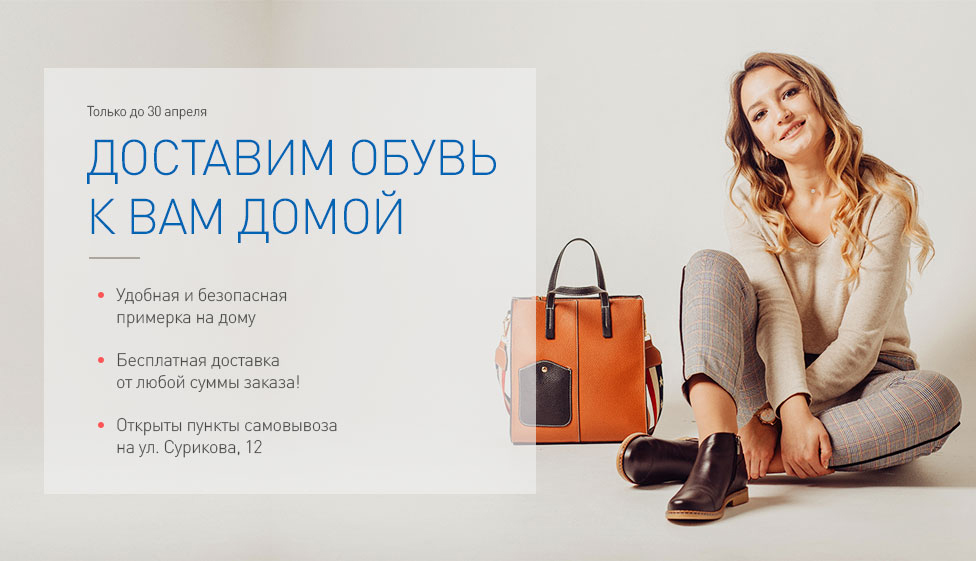 Только до 30 апреля
ДОСТАВИМ ОБУВЬ
К ВАМ ДОМОЙ
Удобная и безопасная
примерка на дому
Бесплатная доставка
от любой суммы заказа!
Открыты пункты самовывоза
на ул. Сурикова, 12